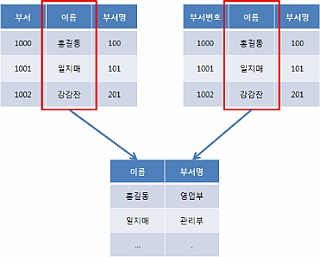 부서 이름 부서명
1000 홍길동 100
1001 일지매 101
1002 강감찬 201
부서번호 이름 부서명
1000 홍길동 100
1001 일지매 101
1002 강감찬 201
이름 부서명
홍길동 영업부
일지매 관리부
... .